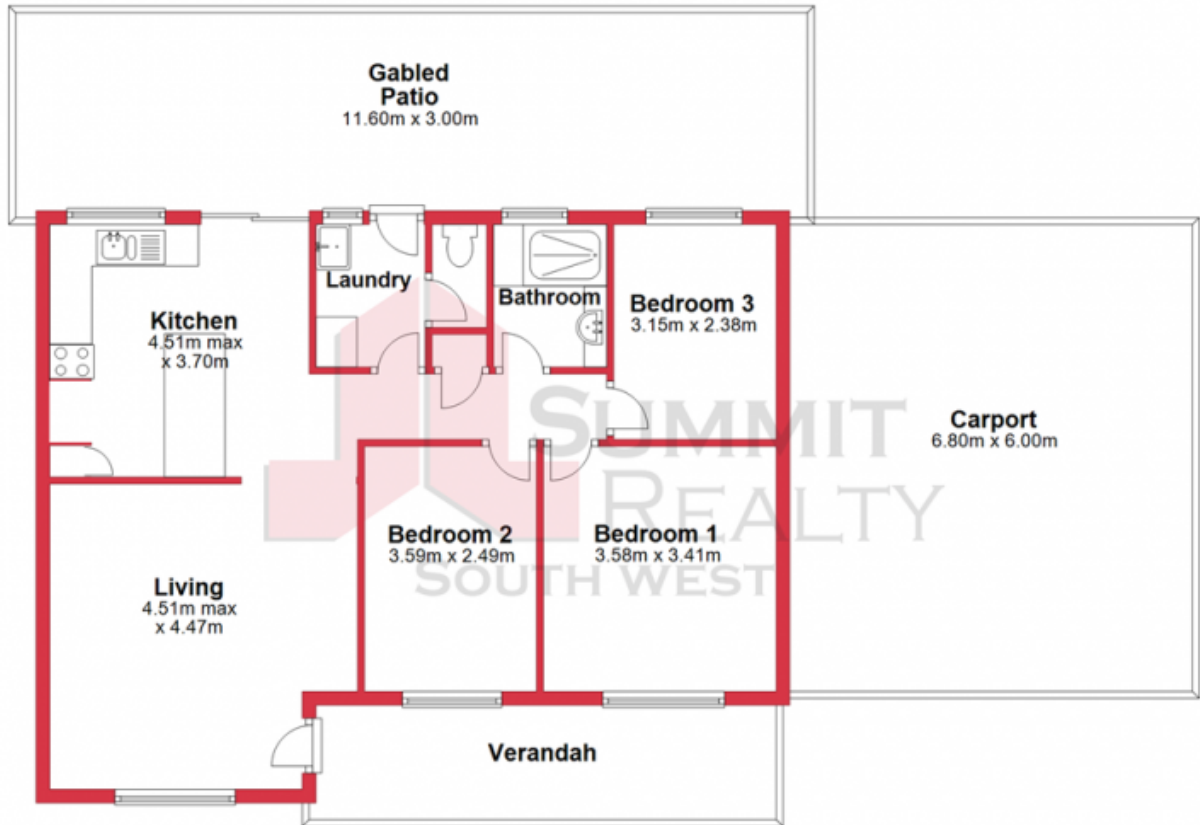 Gabled
Patio
11.60m x 3.00m
Laundry
Bathroom
Kitchen
4.51m max
x 3.70m
Bedroom 3
3.15m x 2.38m
Carport
6.80m x 6.00m
SUMMIT
REALTY
SOUTH WEST
Bedroom 2
3.59m x 2.49m
Bedroom 1
3.58m x 3.41m
Living
4.51m max
x 4.47m
Verandah